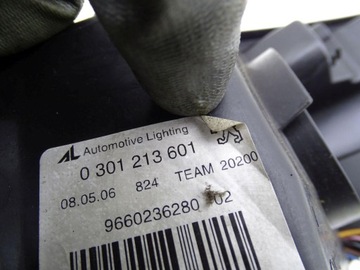 AL Automotive Lighting
0 301 213 601
08.05.06 824 TEAM 20200
9660236280 02